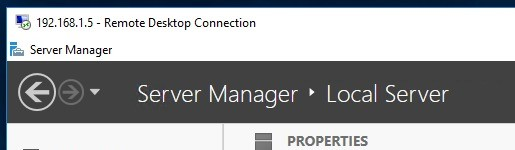 192.168.1.5 - Remote Desktop Connection
Server Manager
Server Manager ‣ Local Server
PROPERTIES